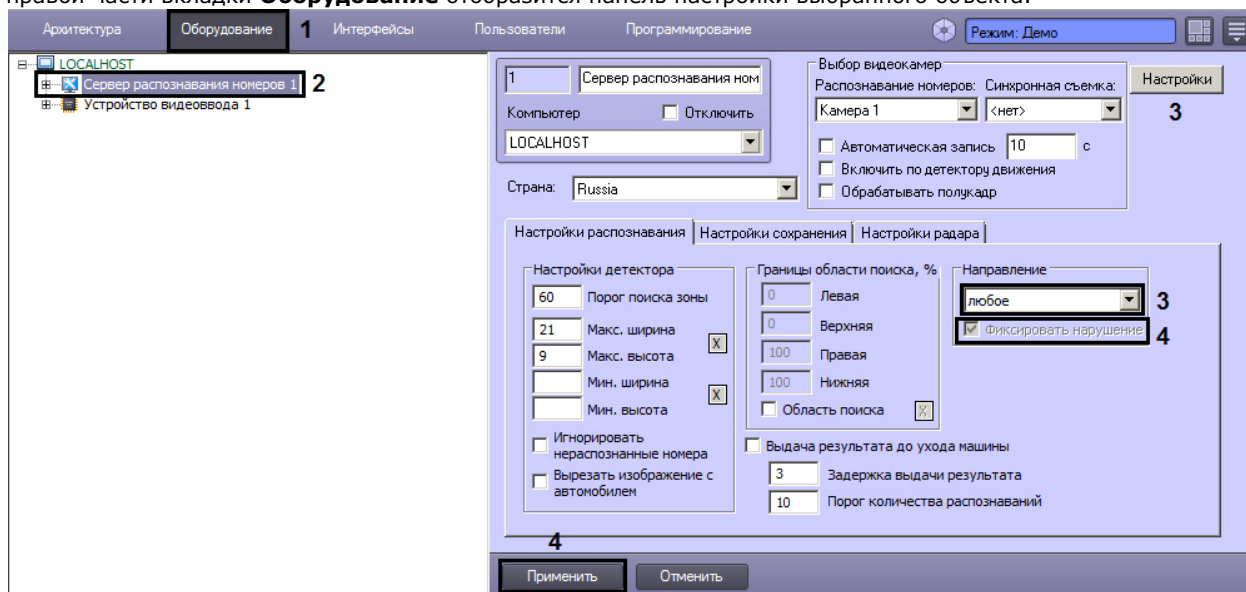 правой части вкладки Оборудование отобразится панель настройки выбранного объекта.
Архитектура Оборудование 1 Интерфейсы Пользователи Программирование Режим: Демо
LOCALHOST
Сервер распознавания номеров 1 2
Устройство видеоввода 1
1 Сервер распознавания ном
Компьютер Отключить
LOCALHOST
Страна: Russia
Выбор видеокамер
Распознавание номеров: Синхронная съемка:
Камера 1 <нет>
Автоматическая запись 10 с
Включить по детектору движения
Обрабатывать полукадр
Настройки
3
Настройки распознавания Настройки сохранения Настройки радара
Настройки детектора
60 Порог поиска зоны
21 Макс. ширина
9 Макс. высота
X
Мин. ширина
Мин. высота
X
Игнорировать
нераспознанные номера
Вырезать изображение с
автомобилем
Границы области поиска, %
0 Левая
0 Верхняя
100 Правая
100 Нижняя
Область поиска X
Направление
любое 3
Фиксировать нарушение 4
Выдача результата до ухода машины
3 Задержка выдачи результата
10 Порог количества распознаваний
4
Применить Отменить